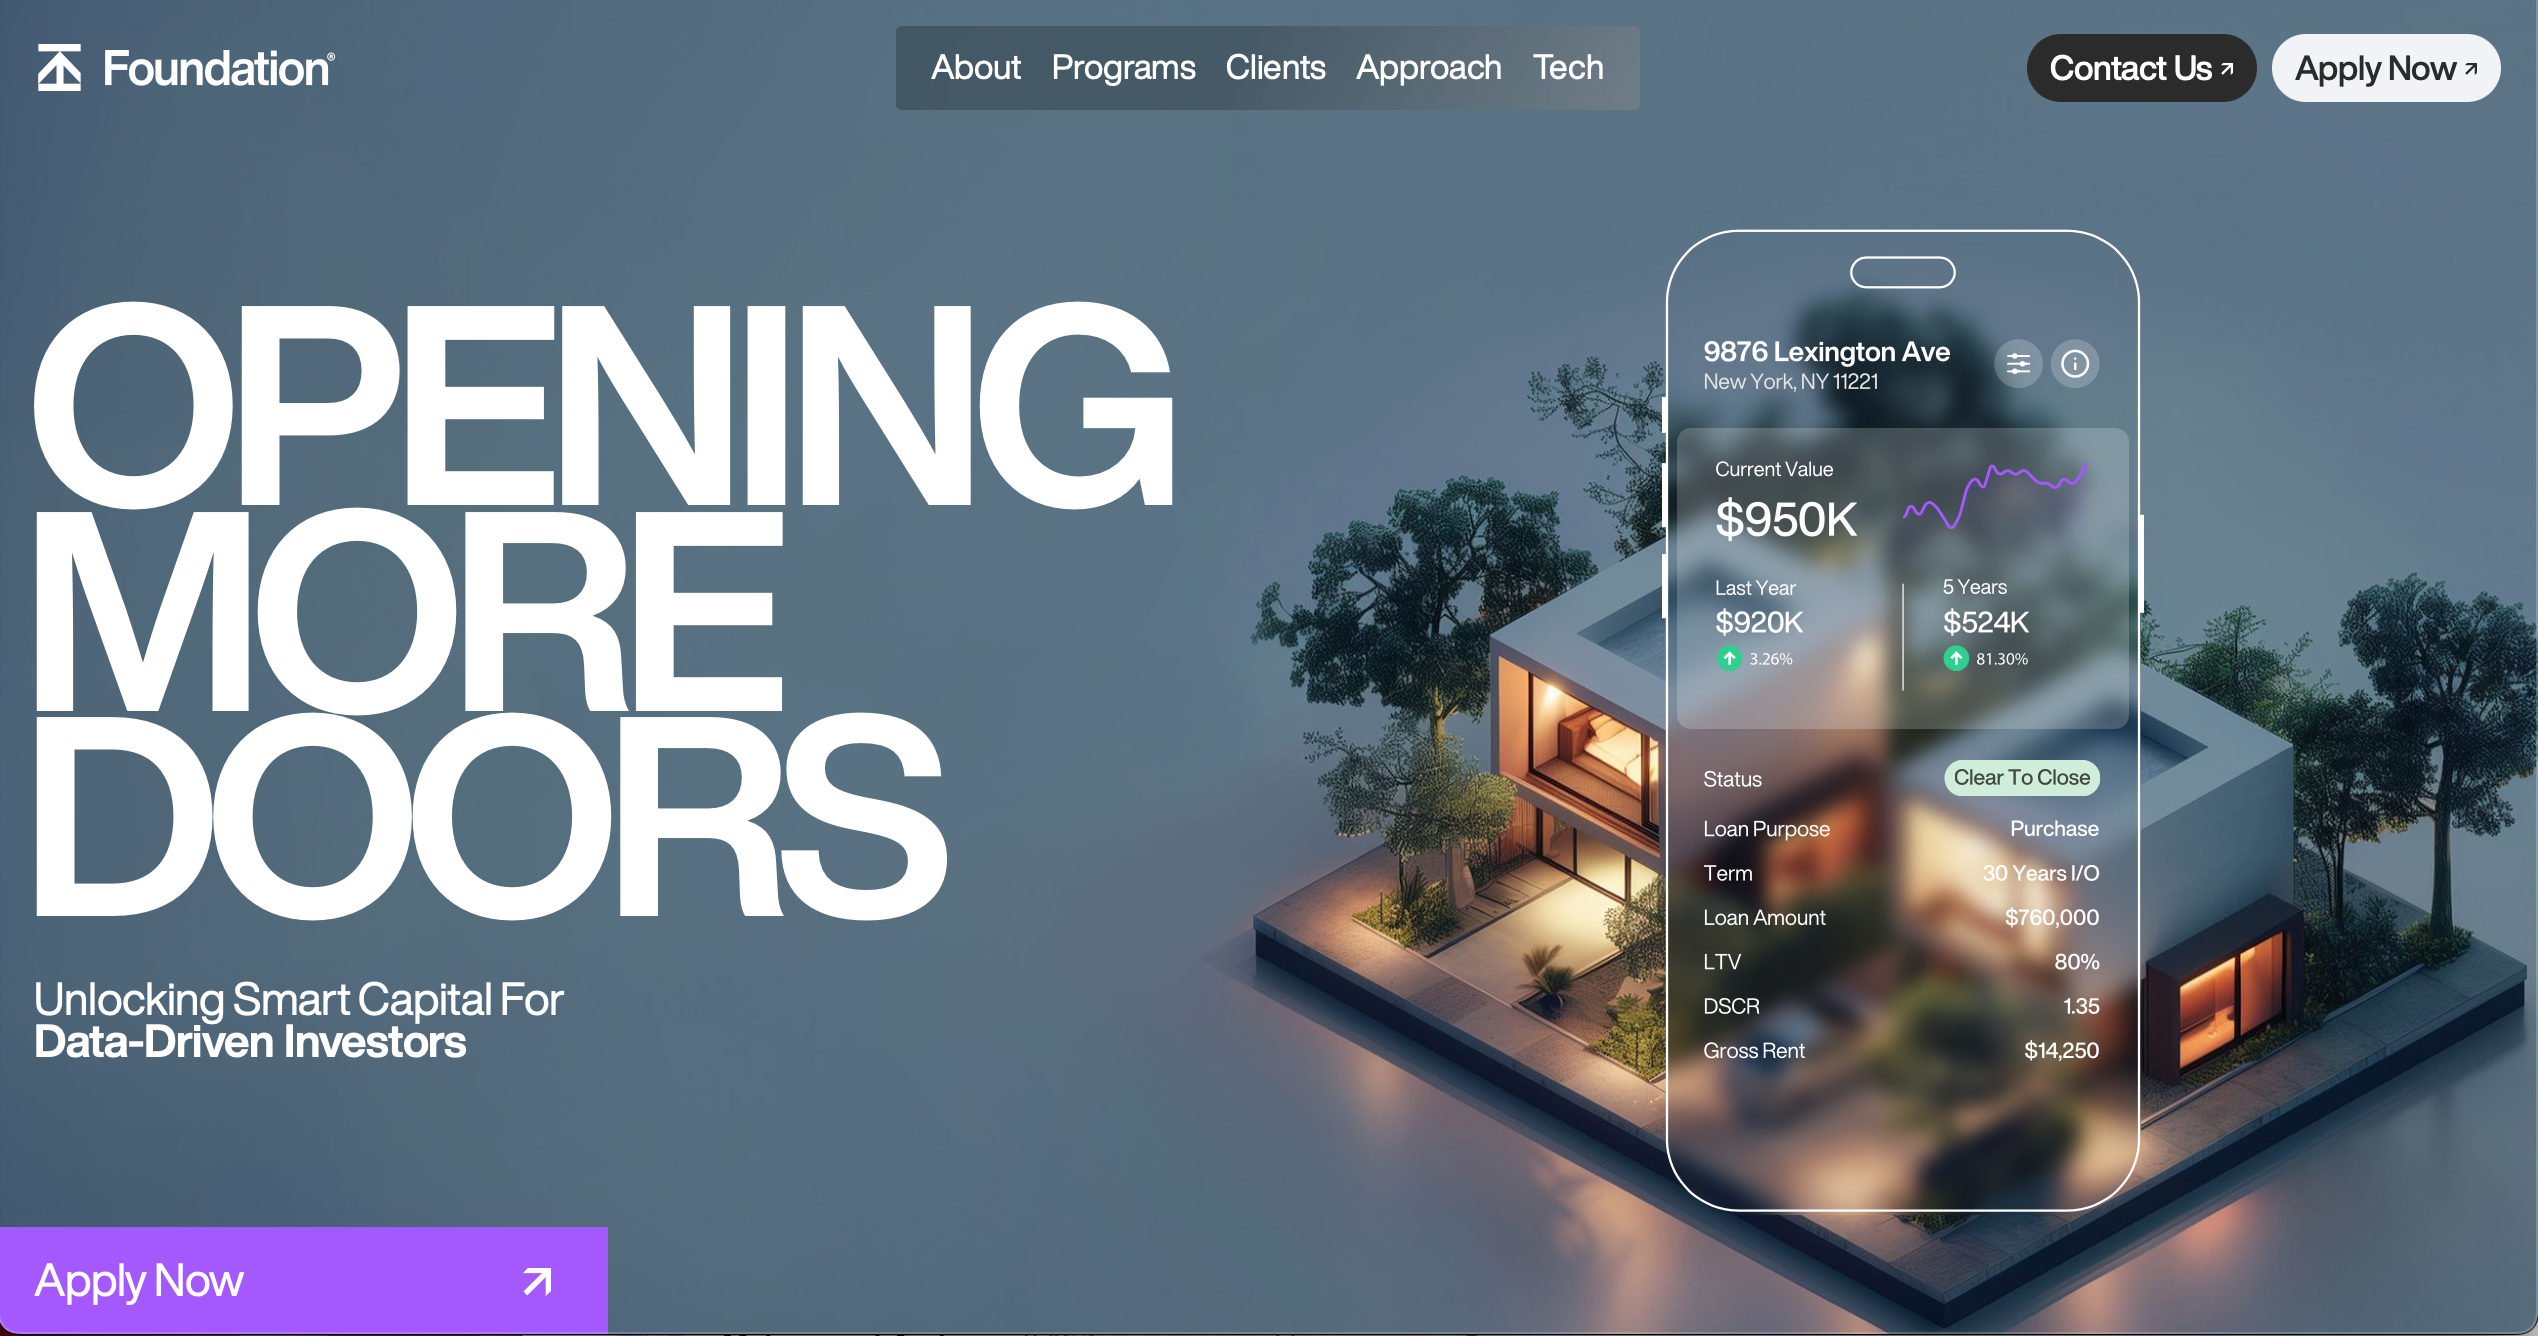 Foundation®
About Programs Clients Approach Tech
Contact Us
Apply Now
OPENING
MORE
DOORS
Unlocking Smart Capital For
Data-Driven Investors
Apply Now
9876 Lexington Ave
New York, NY 11221
Current Value
$950K
Last Year
$920K
3.26%
5 Years
$524K
81.30%
Status Clear To Close
Loan Purpose Purchase
Term 30 Years I/O
Loan Amount $760,000
LTV 80%
DSCR 1.35
Gross Rent $14,250